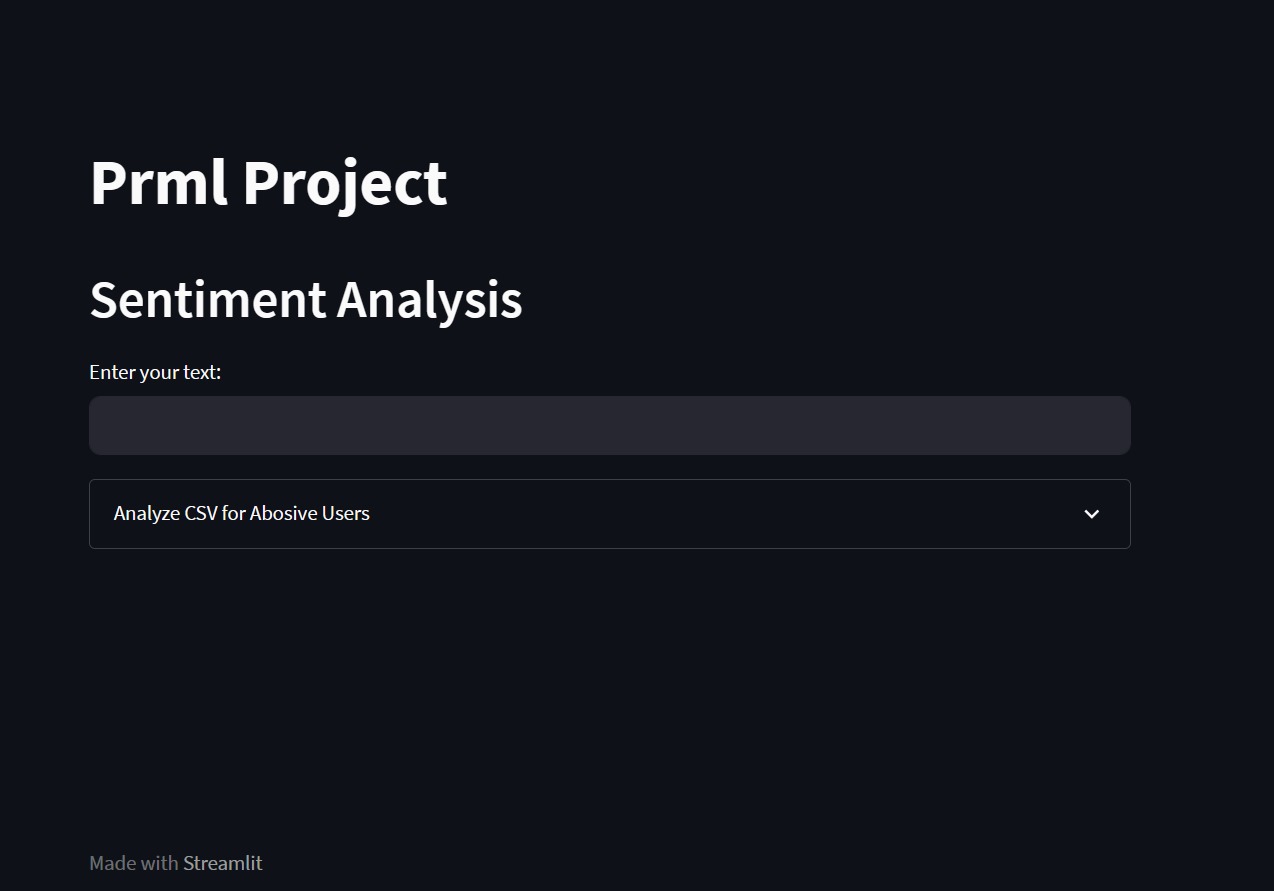 Prml Project
Sentiment Analysis
Enter your text:
Analyze CSV for Abosive Users
Made with Streamlit